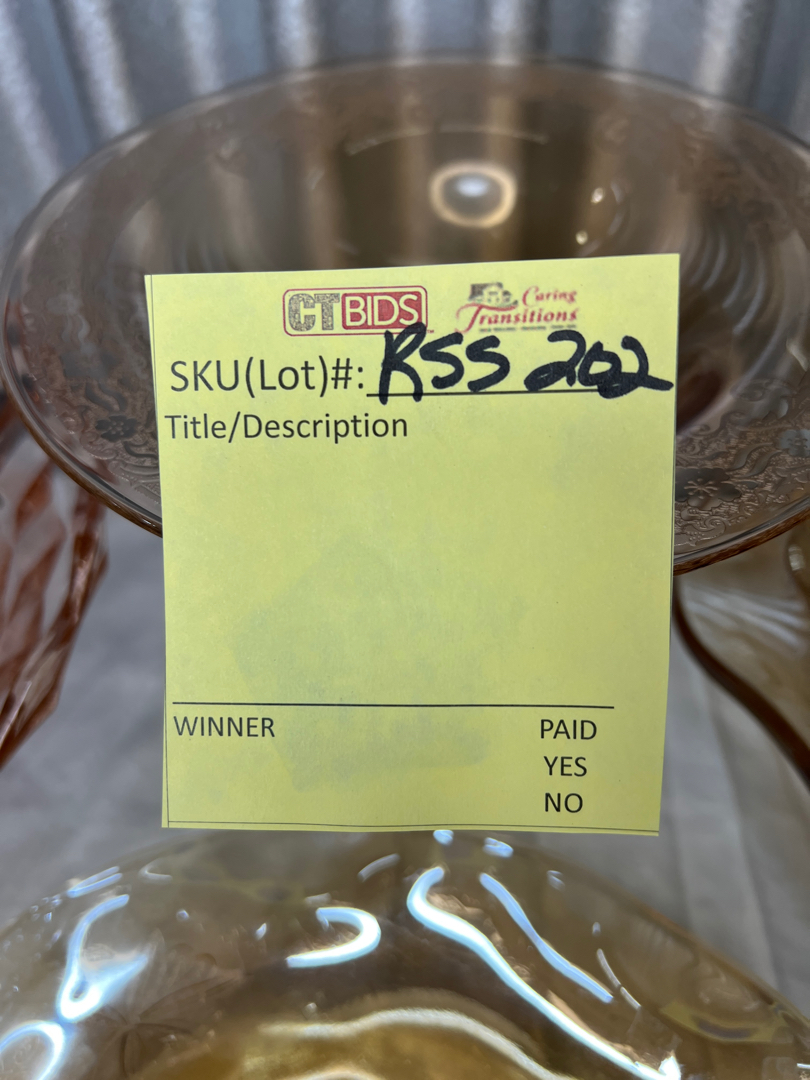 CTBIDS
Caring
Transitions
SKU(Lot)#: RSS 202
Title/Description
WINNER PAID
YES
NO